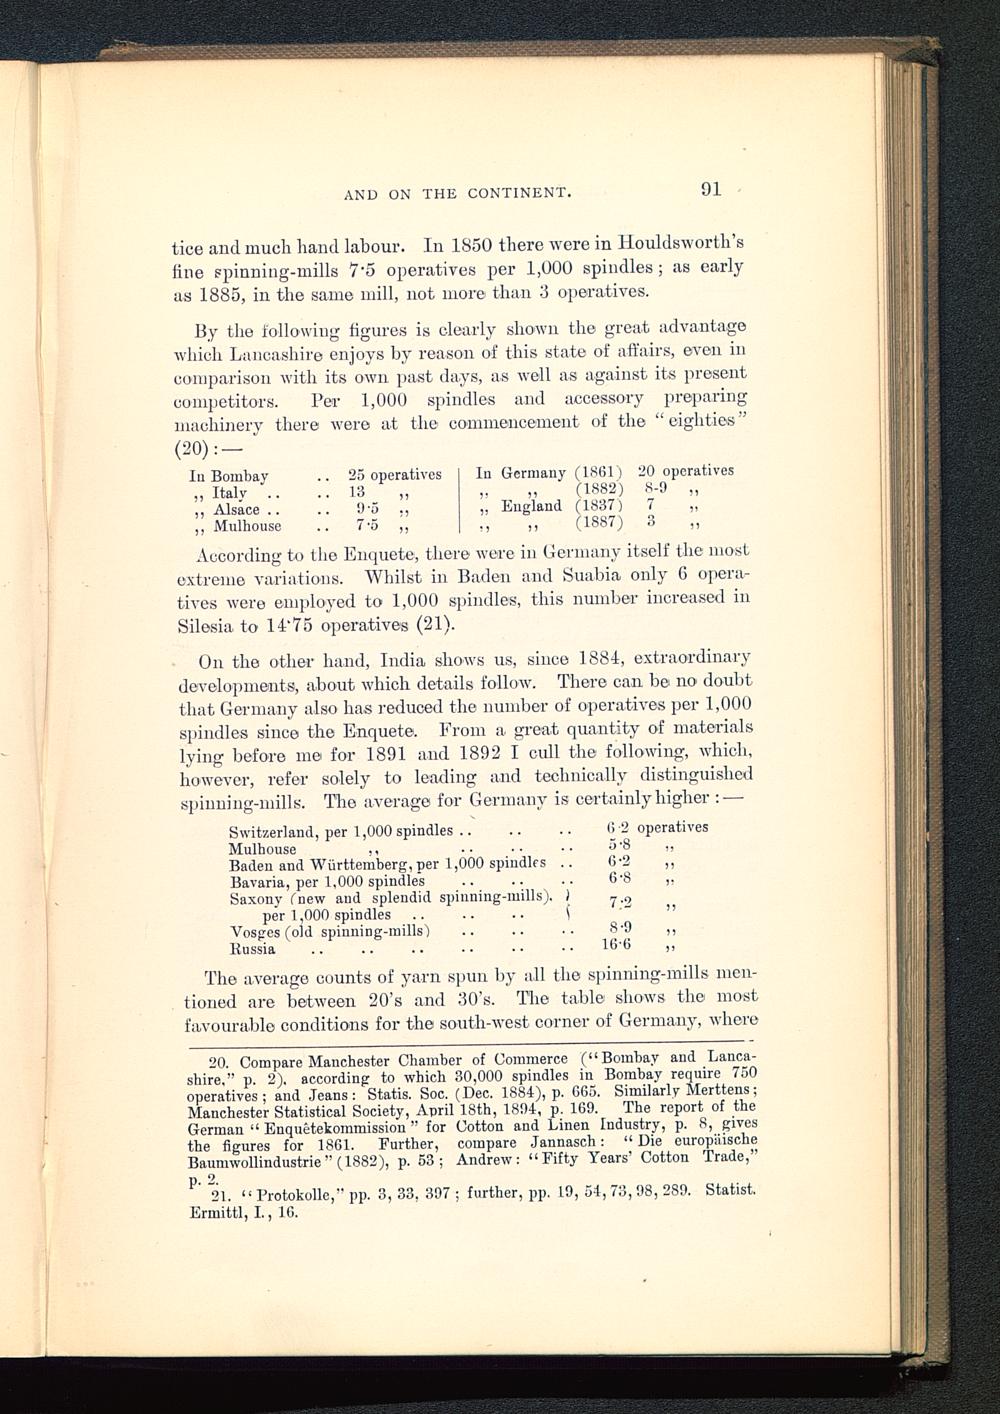 AND ON THE CONTINENT. 91
tice and much hand labour. In 1850 there were in Houldsworth's
fine spinning-mills 7·5 operatives per 1,000 spindles; as early
as 1885, in the same mill, not more than 3 operatives.
By the following figures is clearly shown the great advantage
which Lancashire enjoys by reason of this state of affairs, even in
comparison with its own past days, as well as against its present
competitors. Per 1,000 spindles and accessory preparing
machinery there were at the commencement of the "eighties"
(20):—
In Bombay .. 25 operatives | In Germany (1861) 20 operatives
,, Italy .. .. 13 ,, | ,, ,, (1882) 8-9 ,,
,, Alsace .. .. 9·5 ,, | ,, England (1837) 7 ,,
,, Mulhouse .. 7·5 ,, | ,, ,, (1887) 3 ,,
According to the Enquete, there were in Germany itself the most
extreme variations. Whilst in Baden and Suabia only 6 opera-
tives were employed to 1,000 spindles, this number increased in
Silesia to 14·75 operatives (21).
On the other hand, India shows us, since 1884, extraordinary
developments, about which details follow. There can be no doubt
that Germany also has reduced the number of operatives per 1,000
spindles since the Enquete. From a great quantity of materials
lying before me for 1891 and 1892 I cull the following, which,
however, refer solely to leading and technically distinguished
spinning-mills. The average for Germany is certainly higher:—
Switzerland, per 1,000 spindles .. .. .. 6·2 operatives
Mulhouse ,, .. .. .. 5·8 ,,
Baden and Württemberg, per 1,000 spindles .. 6·2 ,,
Bavaria, per 1,000 spindles .. .. .. 6·8 ,,
Saxony (new and splendid spinning-mills), }
per 1,000 spindles .. .. .. } 7.2 ,,
Vosges (old spinning-mills) .. .. .. 8·9 ,,
Russia .. .. .. .. .. .. 16·6 ,,
The average counts of yarn spun by all the spinning-mills men-
tioned are between 20's and 30's. The table shows the most
favourable conditions for the south-west corner of Germany, where
20. Compare Manchester Chamber of Commerce ("Bombay and Lanca-
shire," p. 2), according to which 30,000 spindles in Bombay require 750
operatives; and Jeans: Statis. Soc. (Dec. 1884), p. 665. Similarly Merttens;
Manchester Statistical Society, April 18th, 1894, p. 169. The report of the
German "Enquêtekommission" for Cotton and Linen Industry, p. 8, gives
the figures for 1861. Further, compare Jannasch: "Die europäische
Baumwollindustrie" (1882), p. 53; Andrew: "Fifty Years' Cotton Trade,"
p. 2.
21. "Protokolle," pp. 3, 33, 397; further, pp. 19, 54, 73, 98, 289. Statist.
Ermittl, I., 16.